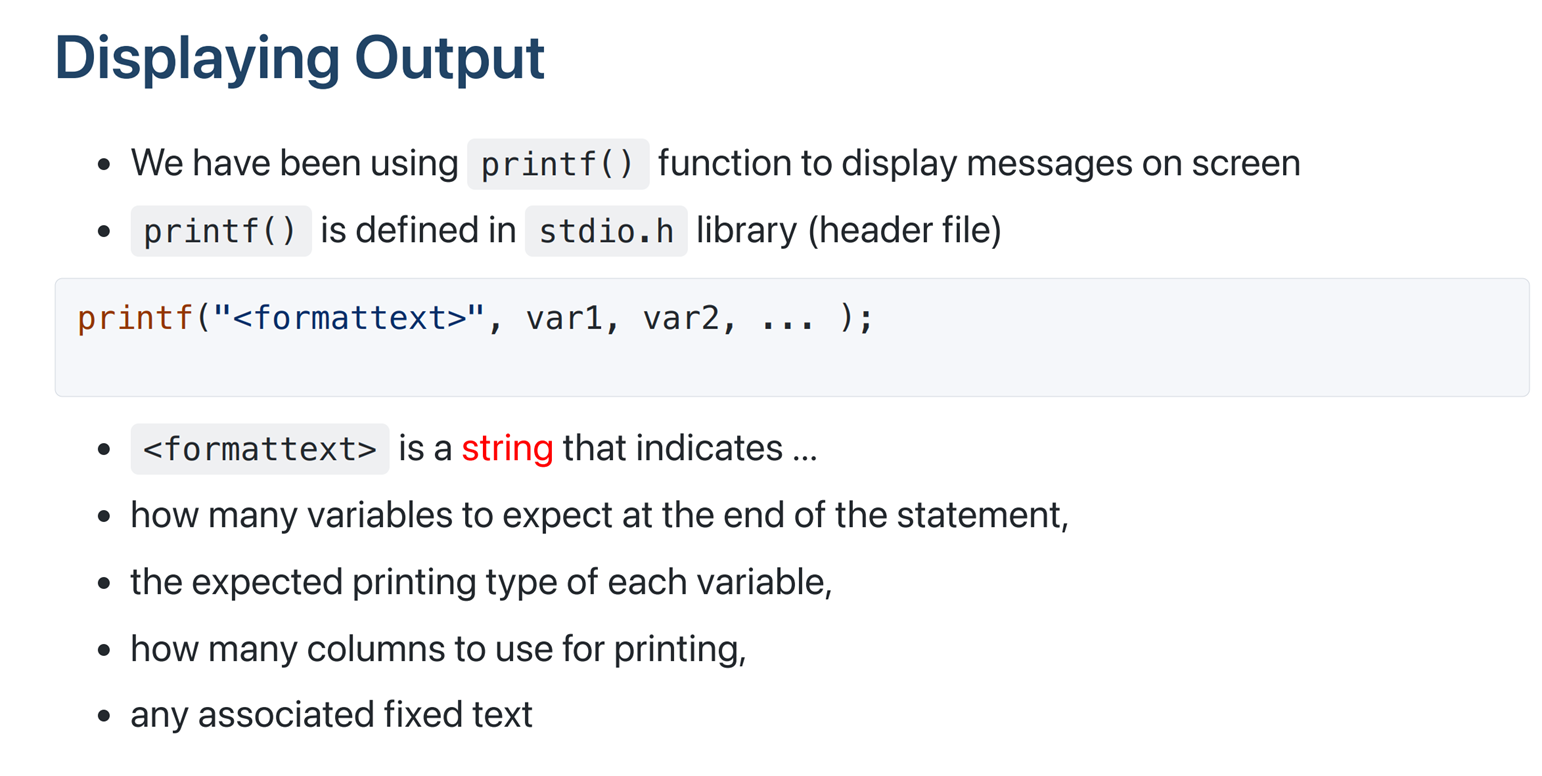 Displaying Output
• We have been using printf() function to display messages on screen
• printf() is defined in stdio.h library (header file)
printf("<formattext>", var1, var2, ... );
• <formattext> is a string that indicates ...
• how many variables to expect at the end of the statement,
• the expected printing type of each variable,
• how many columns to use for printing,
• any associated fixed text